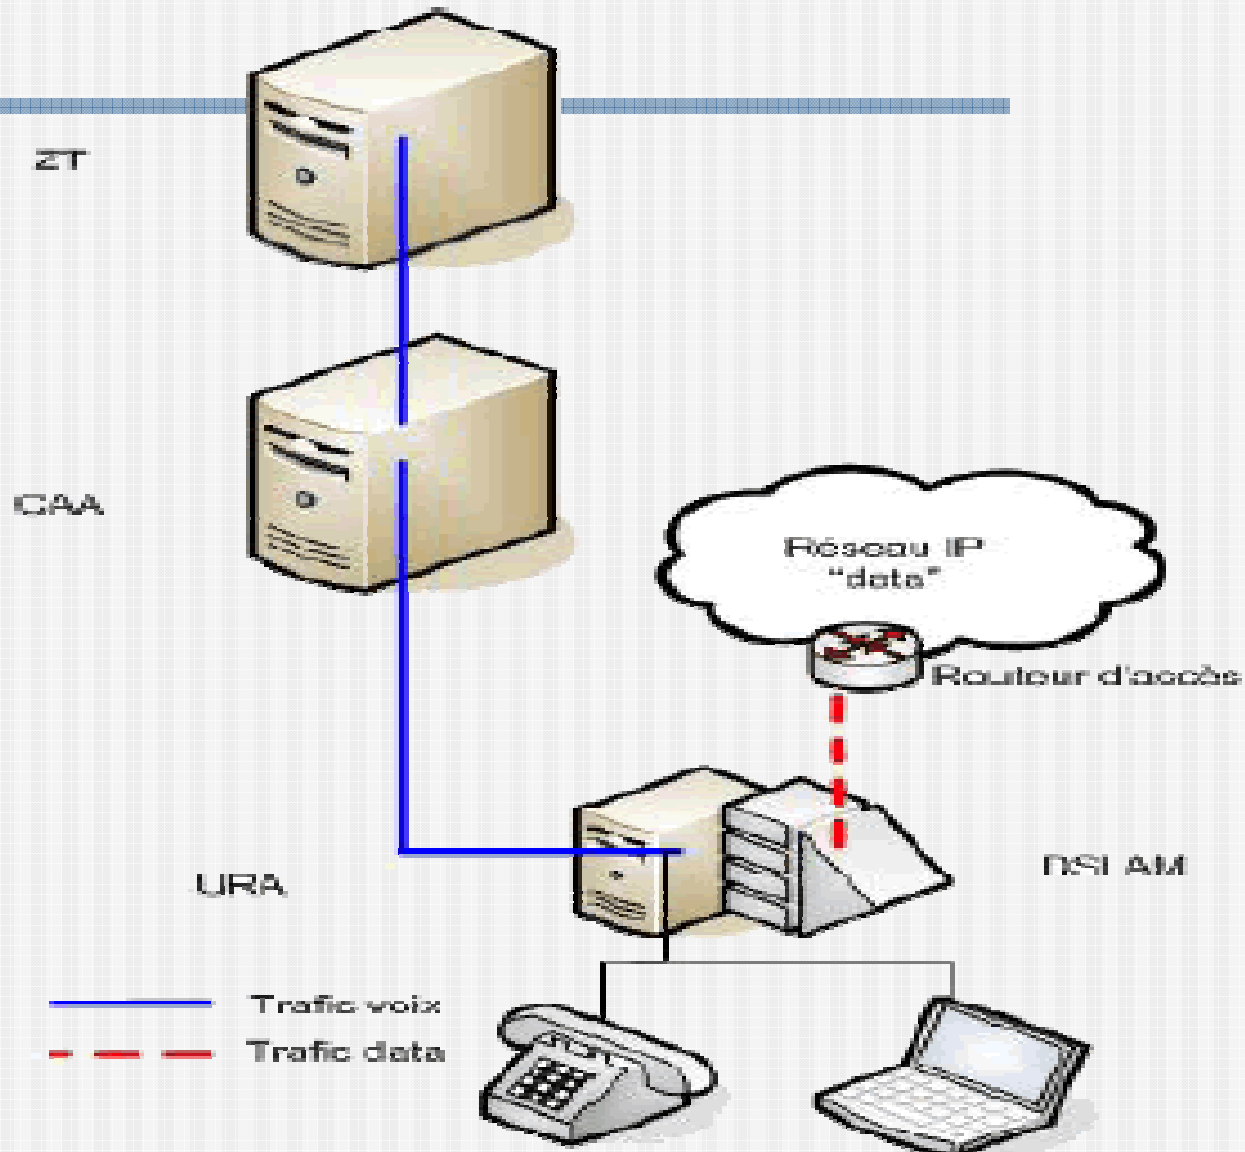 ZT
CAA
Réseau IP
"data"
Routeur d'accès
URA
DSLAM
Trafic voix
Trafic data